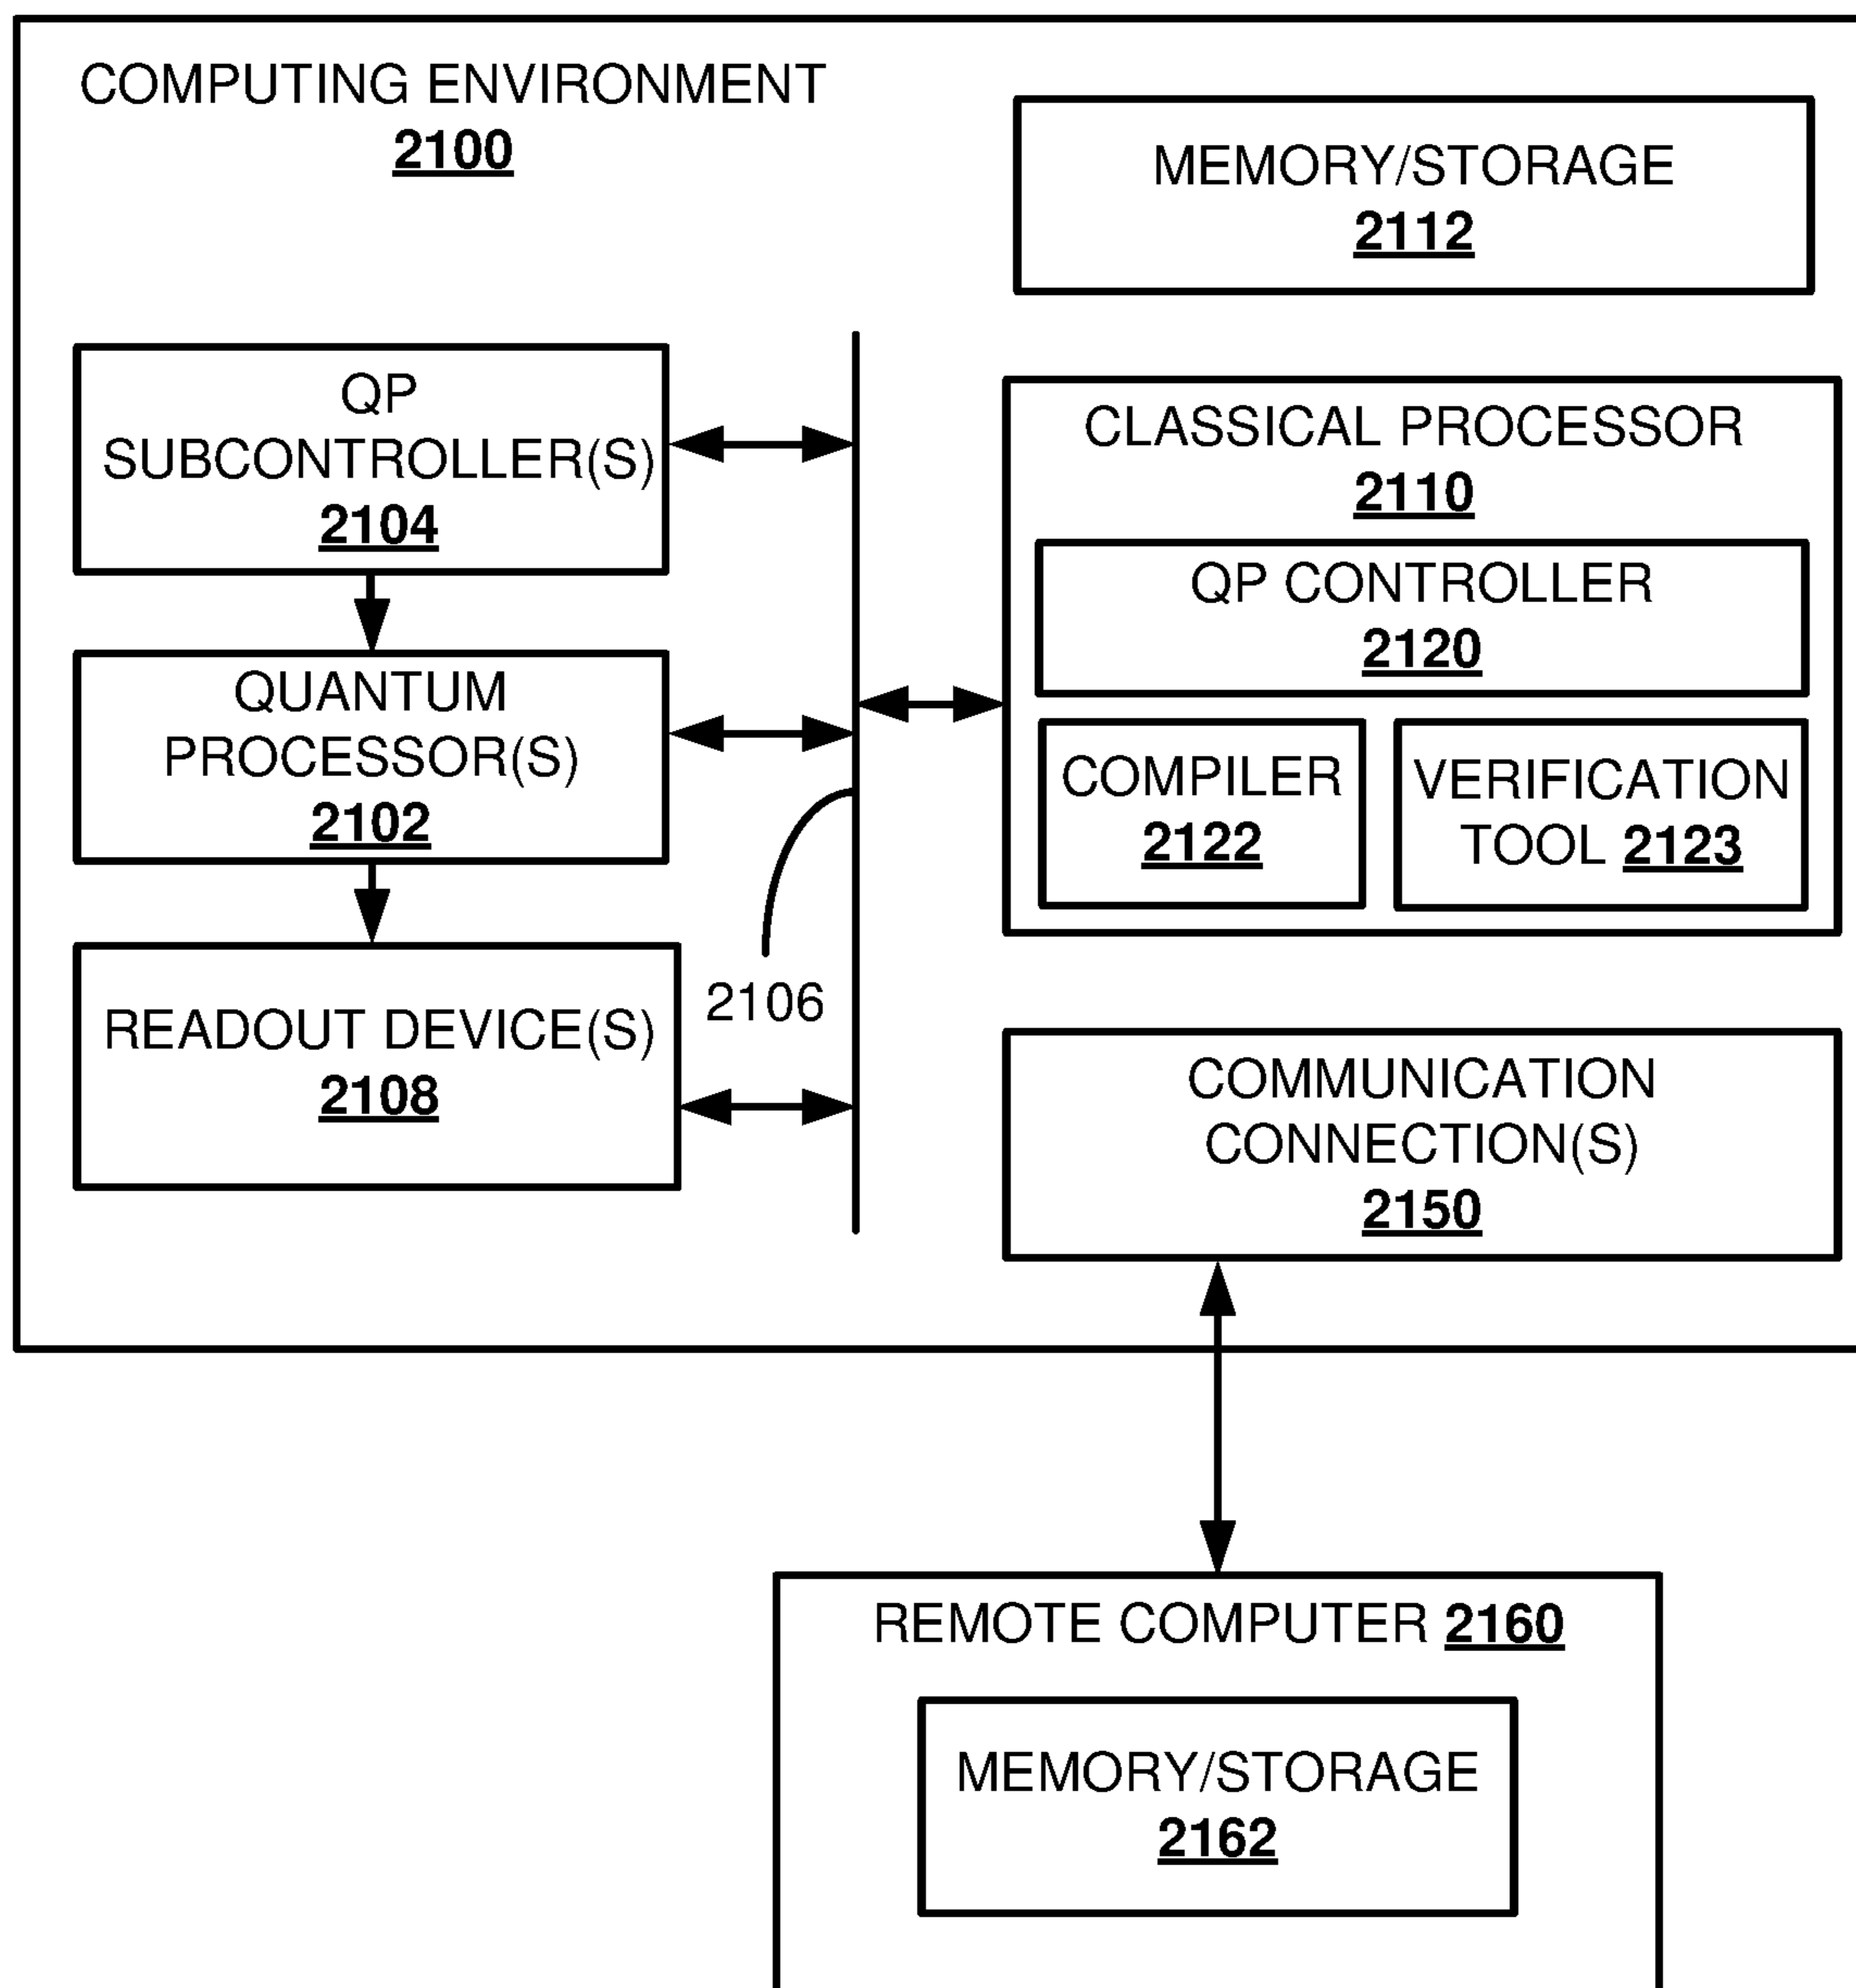 COMPUTING ENVIRONMENT
2100
MEMORY/STORAGE
2112
QP
SUBCONTROLLER(S)
2104
QUANTUM
PROCESSOR(S)
2102
READOUT DEVICE(S)
2108
2106
CLASSICAL PROCESSOR
2110
QP CONTROLLER
2120
COMPILER
2122
VERIFICATION
TOOL 2123
COMMUNICATION
CONNECTION(S)
2150
REMOTE COMPUTER 2160
MEMORY/STORAGE
2162